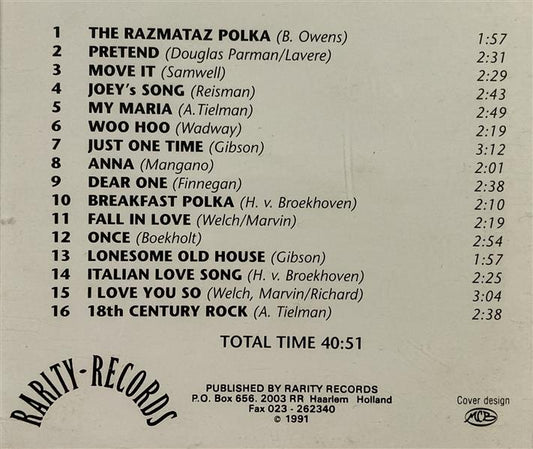 1 THE RAZMATAZ POLKA (B. Owens) 1:57
2 PRETEND (Douglas Parman/Lavere) 2:31
3 MOVE IT (Samwell) 2:29
4 JOEY's SONG (Reisman) 2:43
5 MY MARIA (A.Tielman) 2:49
6 WOO HOO (Wadway) 2:19
7 JUST ONE TIME (Gibson) 3:12
8 ANNA (Mangano) 2:01
9 DEAR ONE (Finnegan) 2:38
10 BREAKFAST POLKA (H. v. Broekhoven) 2:10
11 FALL IN LOVE (Welch/Marvin) 2:19
12 ONCE (Boekholt) 2:54
13 LONESOME OLD HOUSE (Gibson) 1:57
14 ITALIAN LOVE SONG (H. v. Broekhoven) 2:25
15 I LOVE YOU SO (Welch, Marvin/Richard) 3:04
16 18th CENTURY ROCK (A. Tielman) 2:38
TOTAL TIME 40:51
RARITY-RECORDS
PUBLISHED BY RARITY RECORDS
P.O. Box 656. 2003 RR Haarlem Holland
Fax 023 - 262340
© 1991
Cover design
MCB